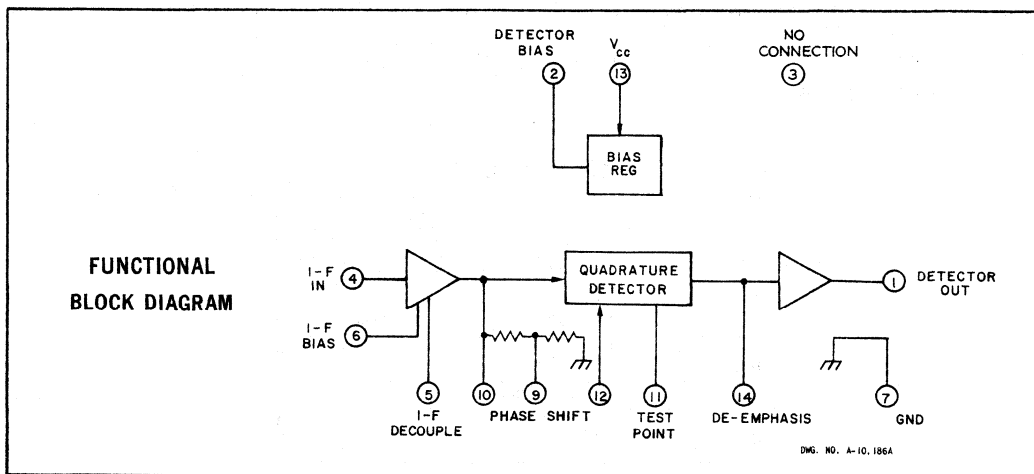 DETECTOR
BIAS
2
Vcc
13
NO
CONNECTION
3
BIAS
REG
FUNCTIONAL
BLOCK DIAGRAM
I-F
IN
4
I-F
BIAS
6
5
I-F
DECOUPLE
10
9
PHASE SHIFT
12
QUADRATURE
DETECTOR
11
TEST
POINT
14
DE-EMPHASIS
1
DETECTOR
OUT
7
GND
DWG. NO. A-10,186A